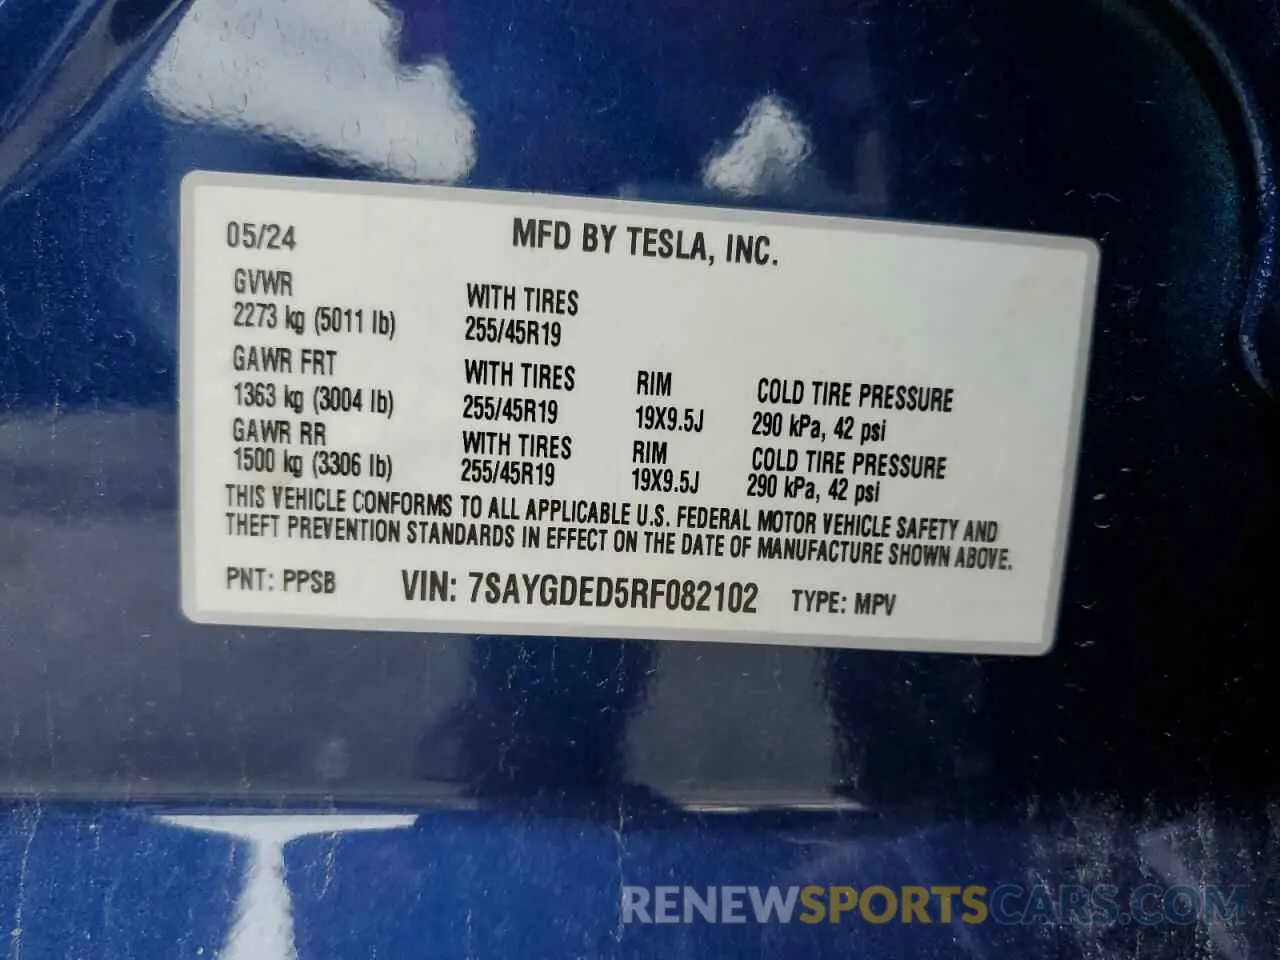 05/24 MFD BY TESLA, INC.
GVWR
2273 kg (5011 lb)
WITH TIRES
255/45R19
GAWR FRT
1363 kg (3004 lb)
WITH TIRES
255/45R19
RIM
19X9.5J
COLD TIRE PRESSURE
290 kPa, 42 psi
GAWR RR
1500 kg (3306 lb)
WITH TIRES
255/45R19
RIM
19X9.5J
COLD TIRE PRESSURE
290 kPa, 42 psi
THIS VEHICLE CONFORMS TO ALL APPLICABLE U.S. FEDERAL MOTOR VEHICLE SAFETY AND
THEFT PREVENTION STANDARDS IN EFFECT ON THE DATE OF MANUFACTURE SHOWN ABOVE.
PNT: PPSB VIN: 7SAYGDED5RF082102 TYPE: MPV
RENEWSPORTSCARS.COM